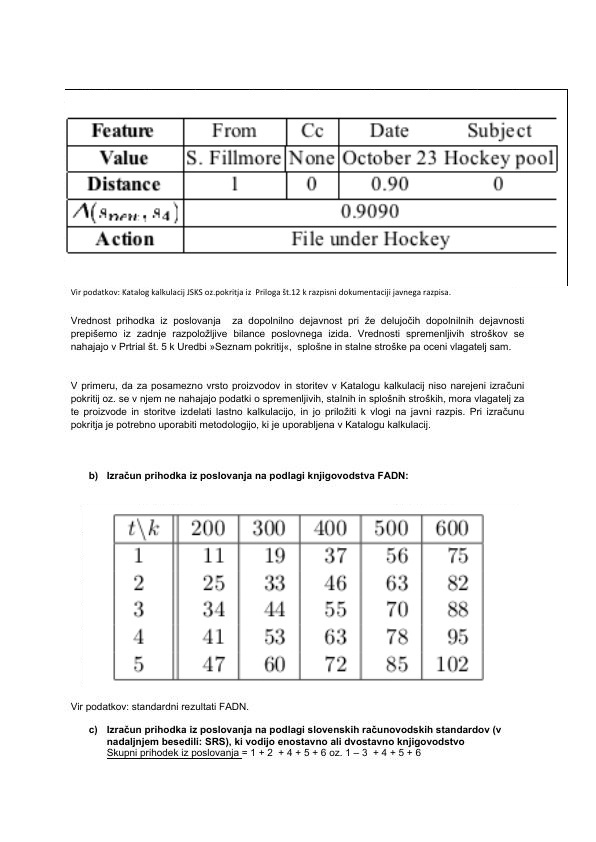 Feature From Cc Date Subject
Value S. Fillmore None October 23 Hockey pool
Distance 1 0 0.90 0
Λ(snew, s4) 0.9090
Action File under Hockey
Vir podatkov: Katalog kalkulacij JSKS oz.pokritja iz Priloga št.12 k razpisni dokumentaciji javnega razpisa.
Vrednost prihodka iz poslovanja za dopolnilno dejavnost pri že delujočih dopolnilnih dejavnosti
prepišemo iz zadnje razpoložljive bilance poslovnega izida. Vrednosti spremenljivih stroškov se
nahajajo v Prtrial št. 5 k Uredbi »Seznam pokritij«, splošne in stalne stroške pa oceni vlagatelj sam.
V primeru, da za posamezno vrsto proizvodov in storitev v Katalogu kalkulacij niso narejeni izračuni
pokritij oz. se v njem ne nahajalo podatki o spremenljivih, stalnih in splošnih stroških, mora vlagatelj za
te proizvode in storitve izdelati lastno kalkulacijo, in jo priložiti k vlogi na javni razpis. Pri izračunu
pokritja je potrebno uporabiti metodologijo, ki je uporabljena v Katalogu kalkulacij.
b) Izračun prihodka iz poslovanja na podlagi knjigovodstva FADN:
t\k 200 300 400 500 600
1 11 19 37 56 75
2 25 33 46 63 82
3 34 44 55 70 88
4 41 53 63 78 95
5 47 60 72 85 102
Vir podatkov: standardni rezultati FADN.
c) Izračun prihodka iz poslovanja na podlagi slovenskih računovodskih standardov (v
nadaljnjem besedili: SRS), ki vodijo enostavno ali dvostavno knjigovodstvo
Skupni prihodek iz poslovanja = 1 + 2 + 4 + 5 + 6 oz. 1 – 3 + 4 + 5 + 6